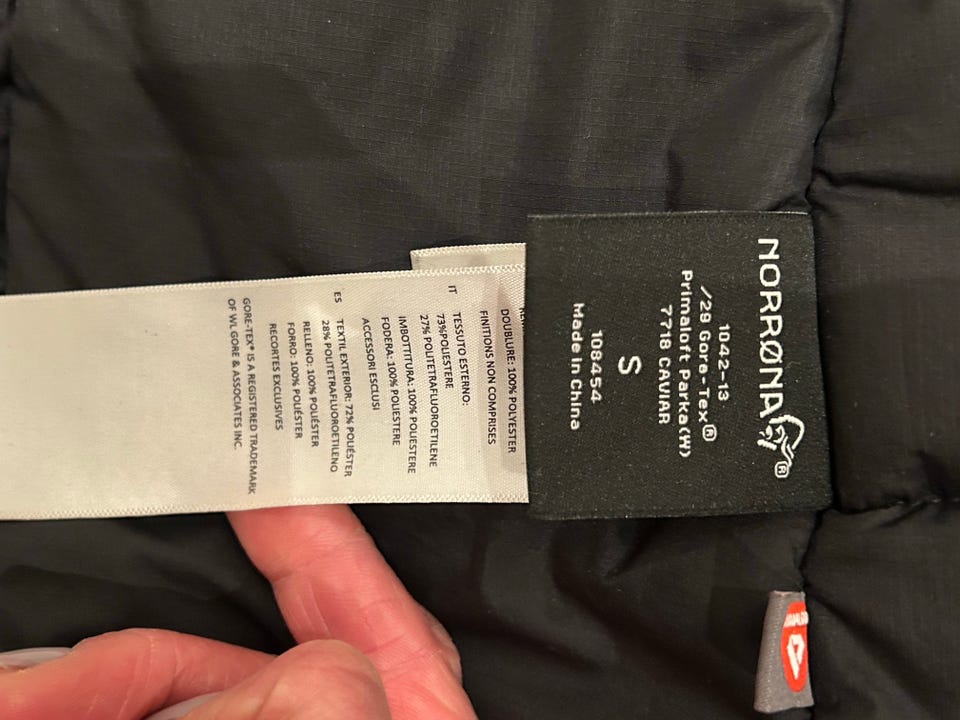 NORRØNA®
1042-13
/29 Gore-Tex®
Primaloft Parka(W)
7718 CAVIAR
S
108454
Made in China
DOUBLURE: 100% POLYESTER
FINITIONS NON COMPRISES
IT
TESSUTO ESTERNO:
73%POLIESTERE
27% POLITETRAFLUOROETILENE
IMBOTTITURA: 100% POLIESTERE
FODERA: 100% POLIESTERE
ACCESSORI ESCLUSI
ES
TEXTIL EXTERIOR: 72% POLIÉSTER
28% POLITETRAFLUOROETILENO
RELLENO: 100% POLIÉSTER
FORRO: 100% POLIÉSTER
RECORTES EXCLUSIVES
GORE-TEX® IS A REGISTERED TRADEMARK
OF WL GORE & ASSOCIATES INC.